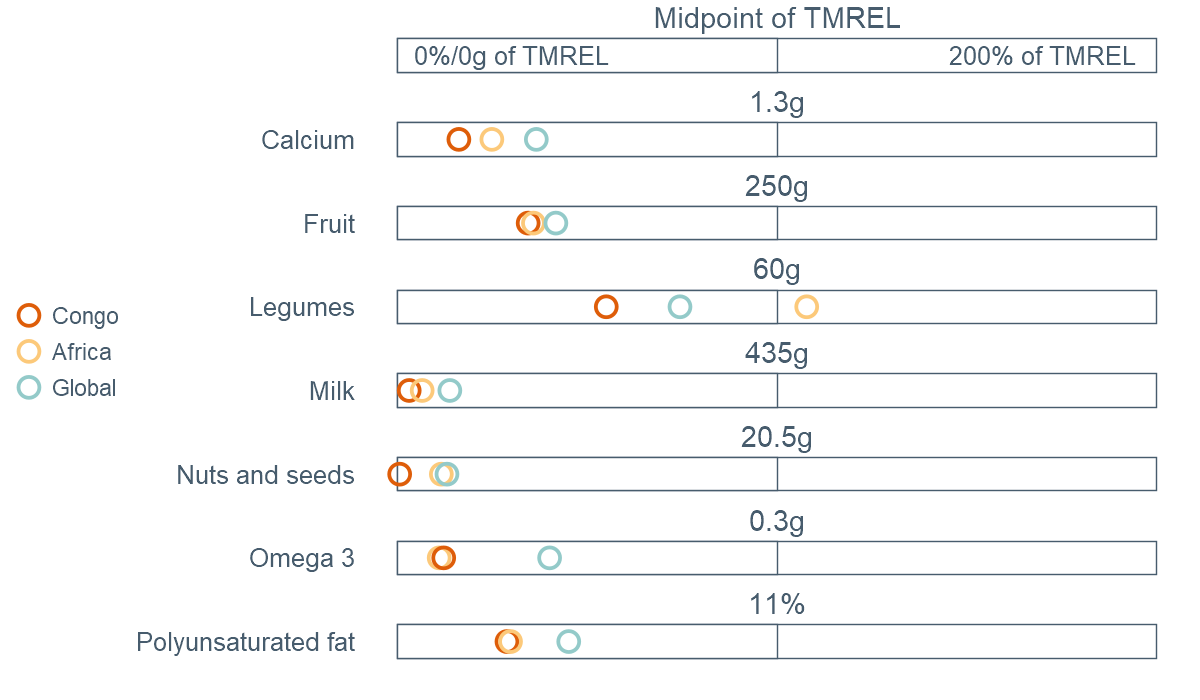 Midpoint of TMREL
0%/0g of TMREL 200% of TMREL
1.3g
Calcium
250g
Fruit
60g
Legumes
435g
Milk
20.5g
Nuts and seeds
0.3g
Omega 3
11%
Polyunsaturated fat
Congo
Africa
Global